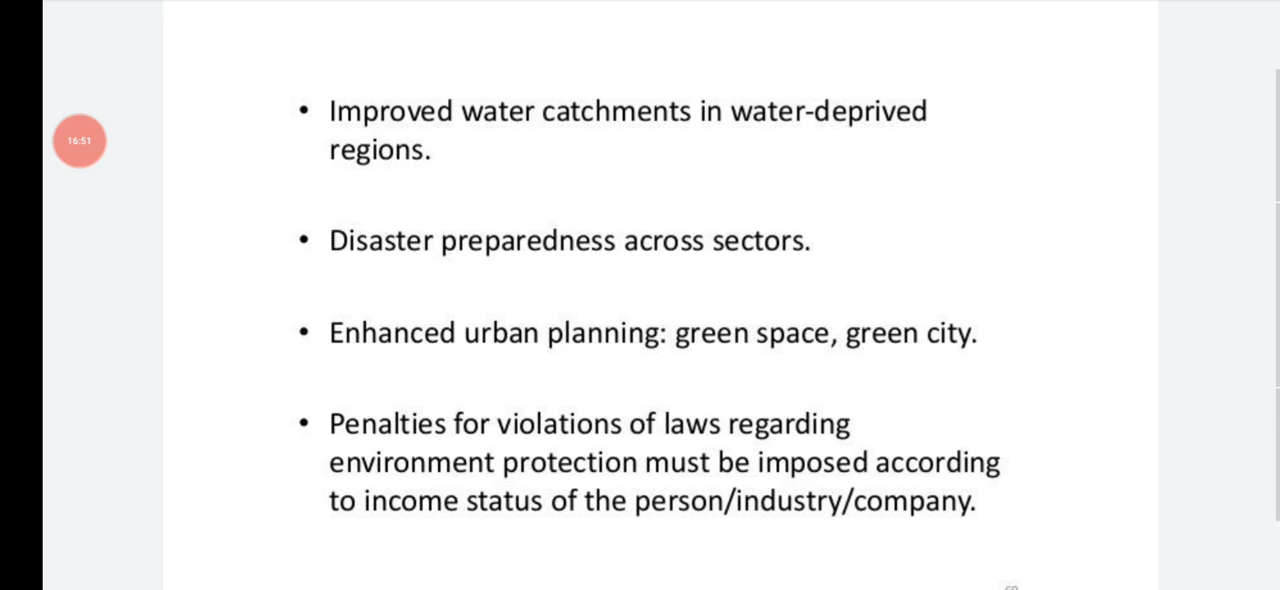 16:51
• Improved water catchments in water-deprived
regions.
• Disaster preparedness across sectors.
• Enhanced urban planning: green space, green city.
• Penalties for violations of laws regarding
environment protection must be imposed according
to income status of the person/industry/company.